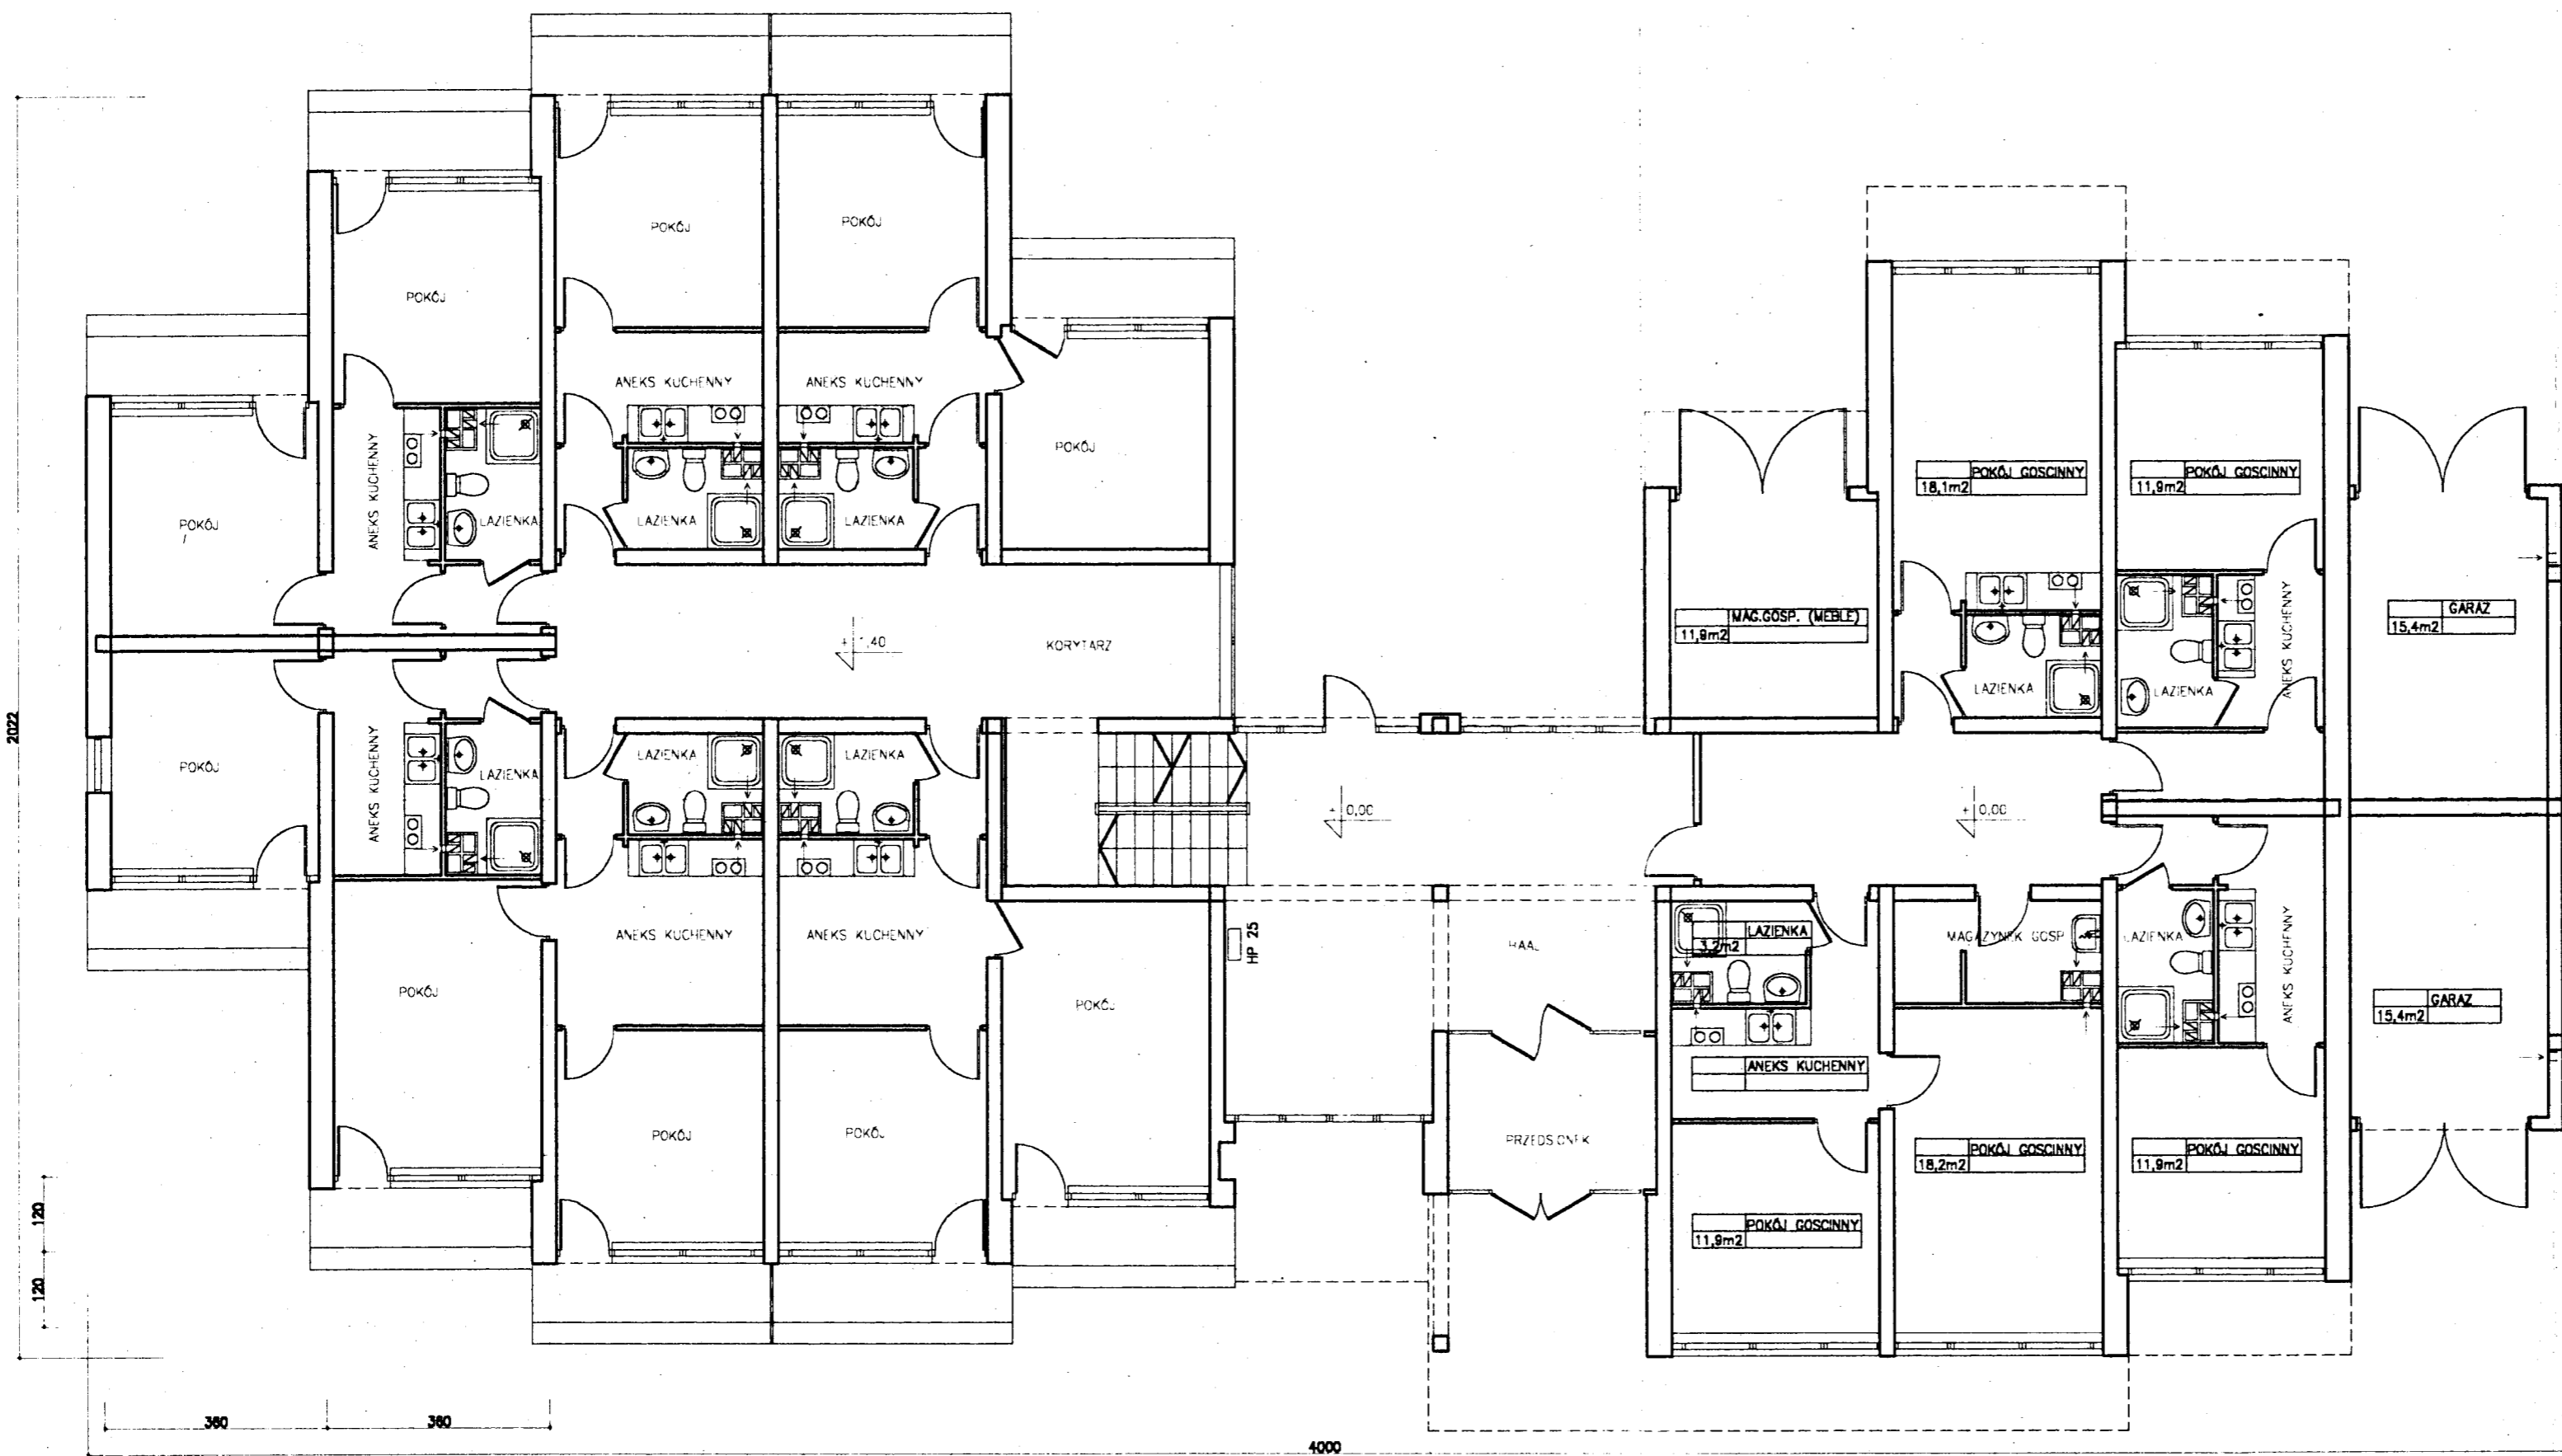 POKÓJ
POKÓJ
POKÓJ
ANEKS KUCHENNY
ANEKS KUCHENNY
POKÓJ
ANEKS KUCHENNY
POKÓJ
POKÓJ GOSCINNY
18,1m2
POKÓJ GOSCINNY
11,9m2
POKÓJ
LAZIENKA
LAZIENKA
LAZIENKA
MAG.GOSP. (MEBLE)
11,9m2
GARAZ
15,4m2
ANEKS KUCHENNY
+1,40
KORYTARZ
LAZIENKA
LAZIENKA
2022
POKÓJ
ANEKS KUCHENNY
LAZIENKA
LAZIENKA
LAZIENKA
+0,00
+0,00
ANEKS KUCHENNY
ANEKS KUCHENNY
HP 25
LAZIENKA
3,2m2
MAGAZYNEK GOSP
LAZIENKA
ANEKS KUCHENNY
POKÓJ
POKÓJ
GARAZ
15,4m2
ANEKS KUCHENNY
POKÓJ
POKÓJ
POKÓJ GOSCINNY
18,2m2
POKÓJ GOSCINNY
11,9m2
POKÓJ GOSCINNY
11,9m2
120
120
360
360
4000